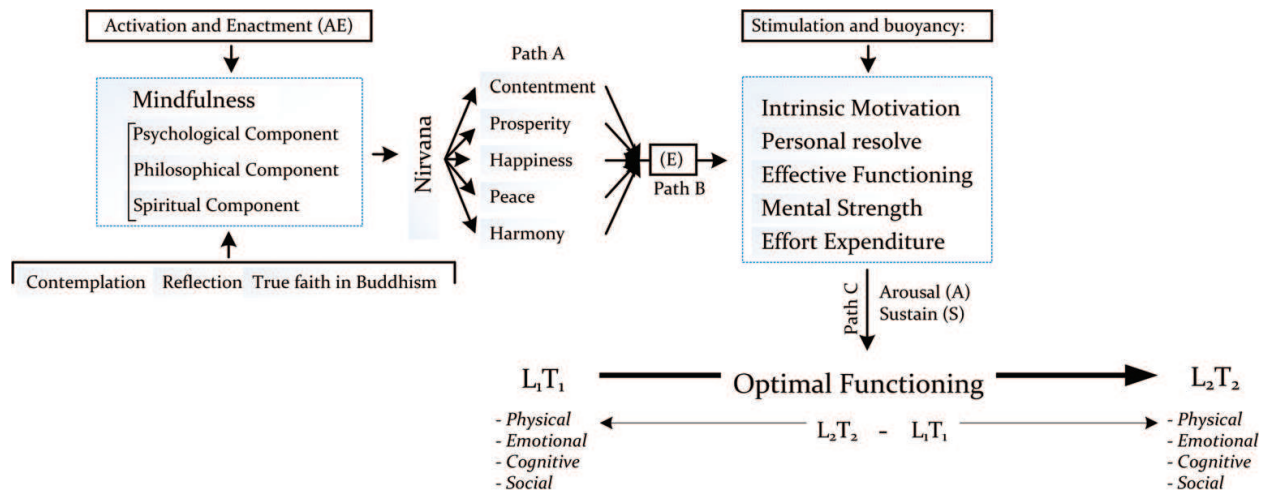 Activation and Enactment (AE)
Mindfulness
Psychological Component
Philosophical Component
Spiritual Component
Contemplation Reflection True faith in Buddhism
Nirvana
Path A
Contentment
Prosperity
Happiness
Peace
Harmony
(E)
Path B
Stimulation and buoyancy:
Intrinsic Motivation
Personal resolve
Effective Functioning
Mental Strength
Effort Expenditure
Path C
Arousal (A)
Sustain (S)
L₁T₁
Optimal Functioning
L₂T₂
L₂T₂ - L₁T₁
- Physical
- Emotional
- Cognitive
- Social
- Physical
- Emotional
- Cognitive
- Social